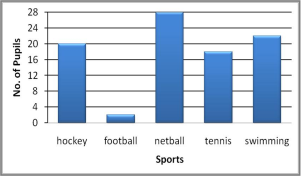 28
24
20
16
12
8
4
0
No. of Pupils
hockey football netball tennis swimming
Sports